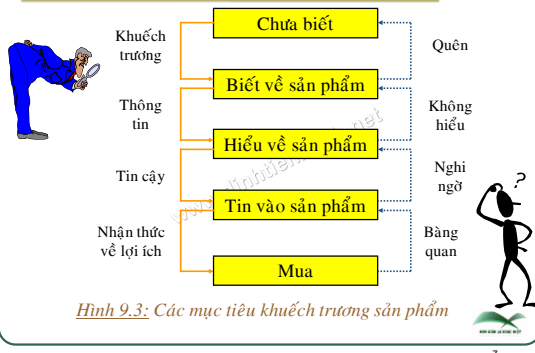 Chưa biết
Khuếch
trương
Quên
Biết về sản phẩm
Thông
tin
Không
hiểu
Hiểu về sản phẩm
Tin cậy
Nghi
ngờ
Tin vào sản phẩm
Nhận thức
về lợi ích
Bàng
quan
Mua
?
Hình 9.3: Các mục tiêu khuếch trương sản phẩm